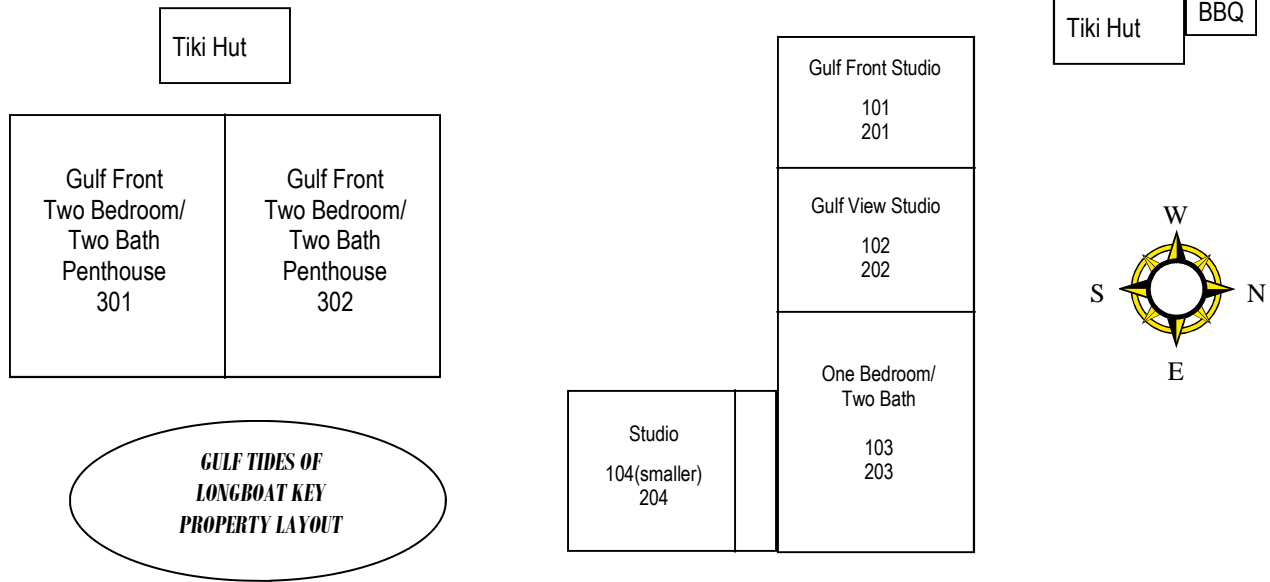 Tiki Hut
Tiki Hut
BBQ
Gulf Front
Two Bedroom/
Two Bath
Penthouse
301
Gulf Front
Two Bedroom/
Two Bath
Penthouse
302
Gulf Front Studio
101
201
Gulf View Studio
102
202
One Bedroom/
Two Bath
103
203
Studio
104(smaller)
204
W
S
N
E
GULF TIDES OF
LONGBOAT KEY
PROPERTY LAYOUT